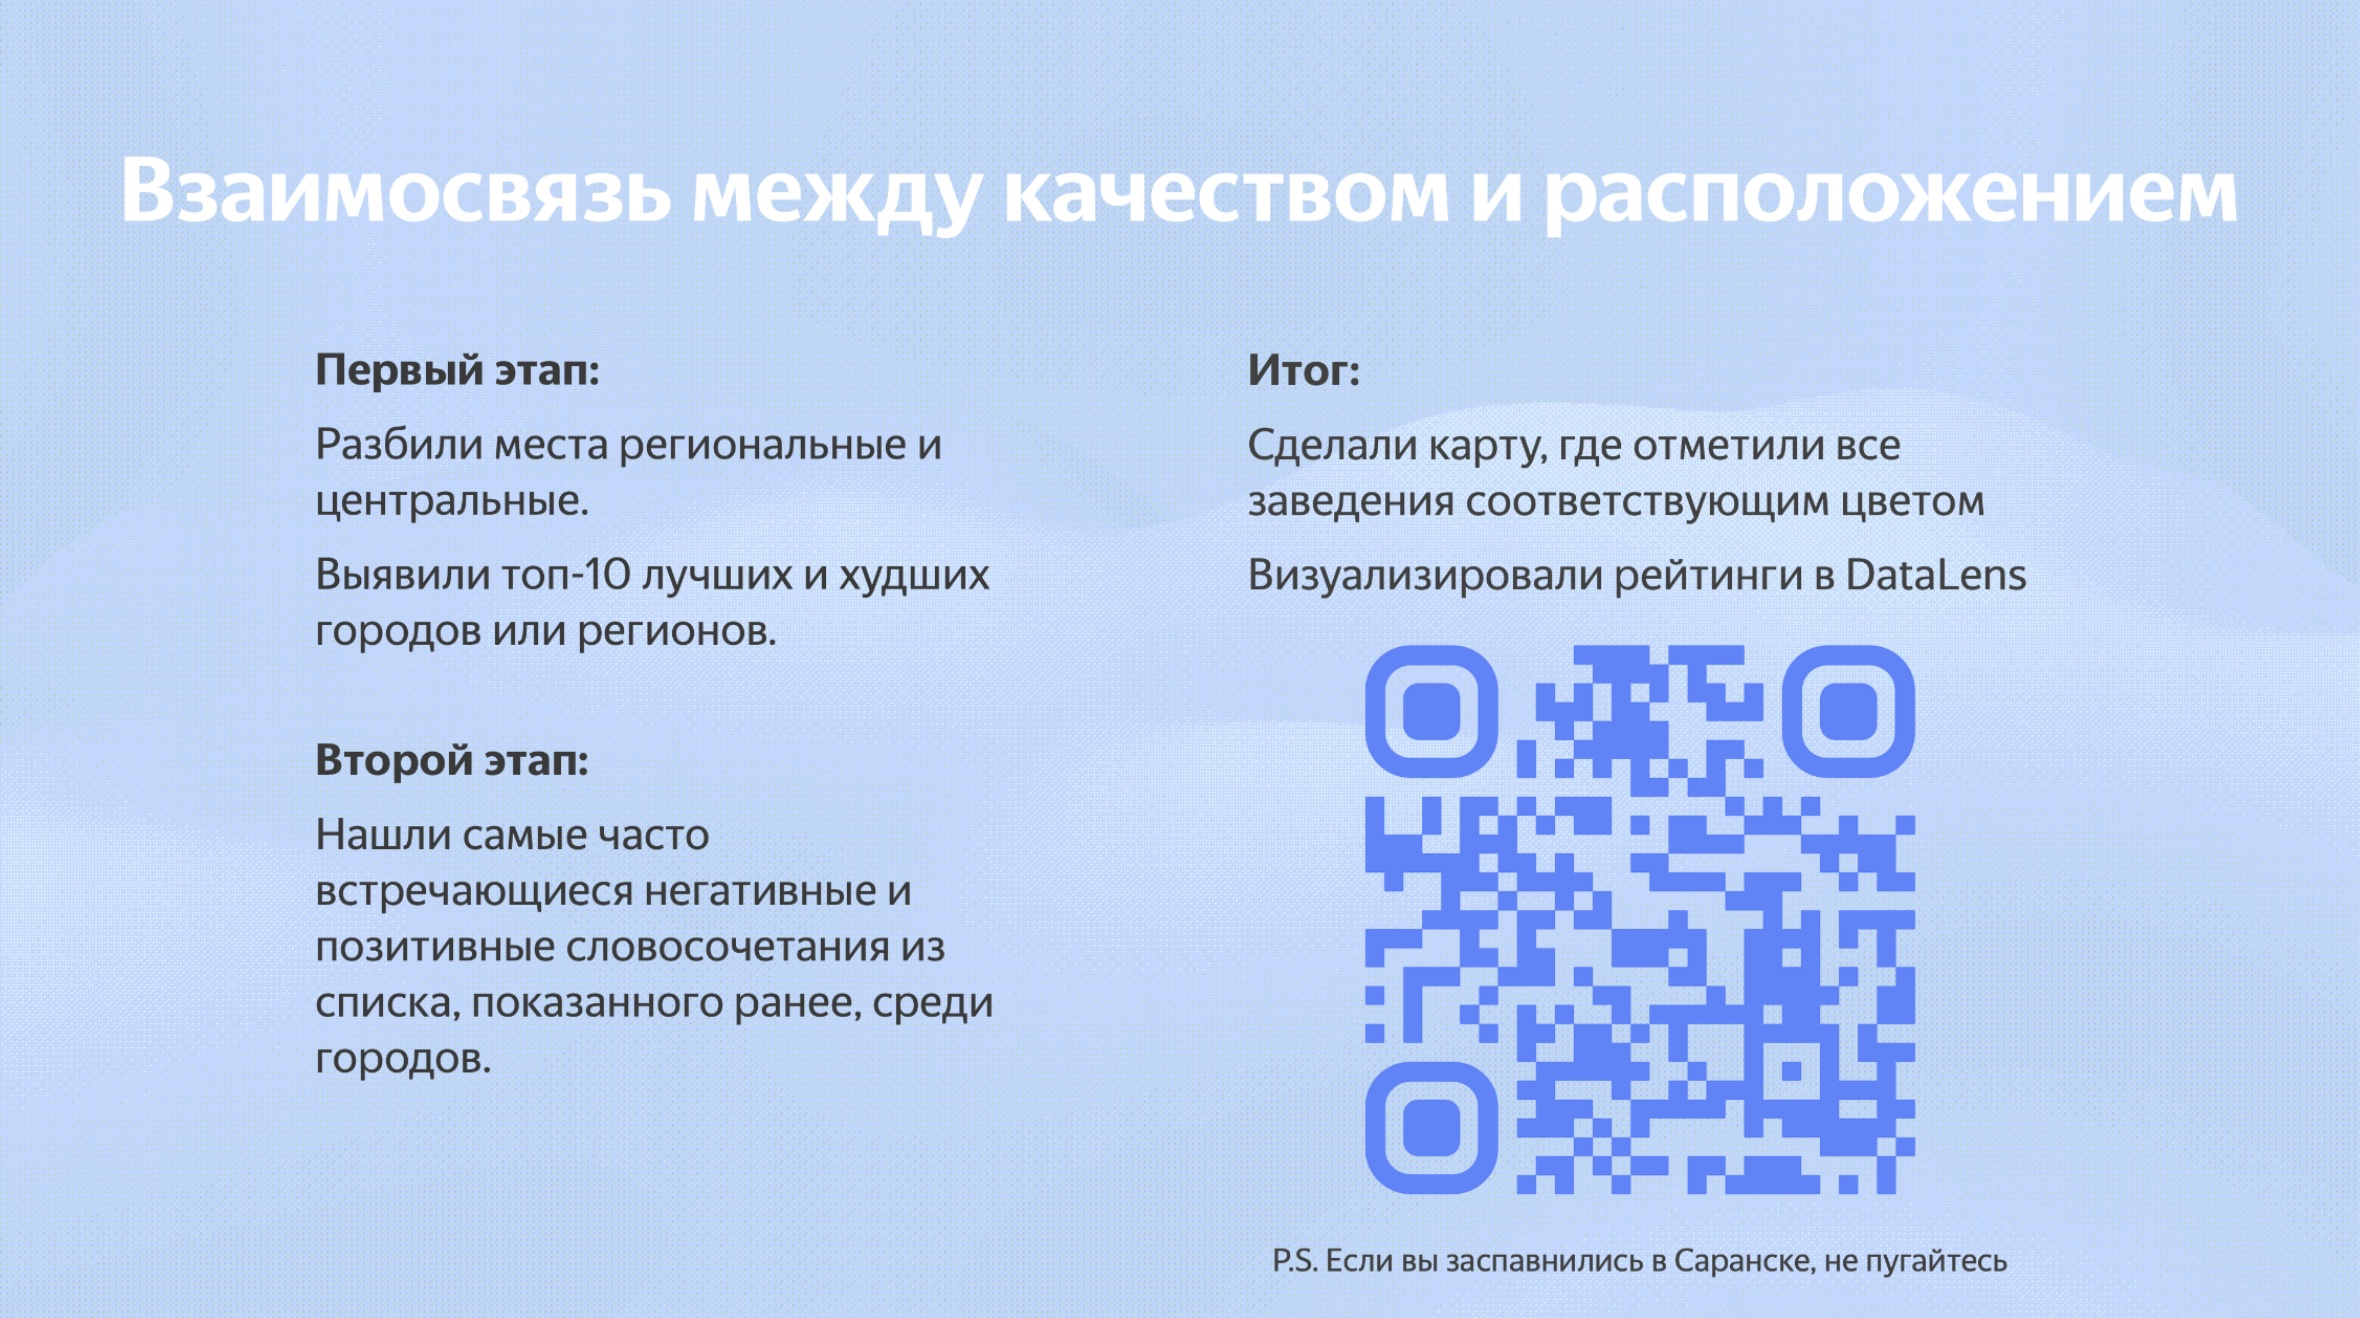 Взаимосвязь между качеством и расположением
Первый этап:
Разбили места региональные и
центральные.
Выявили топ-10 лучших и худших
городов или регионов.
Второй этап:
Нашли самые часто
встречающиеся негативные и
позитивные словосочетания из
списка, показанного ранее, среди
городов.
Итог:
Сделали карту, где отметили все
заведения соответствующим цветом
Визуализировали рейтинги в DataLens
P.S. Если вы заспавнились в Саранске, не пугайтесь